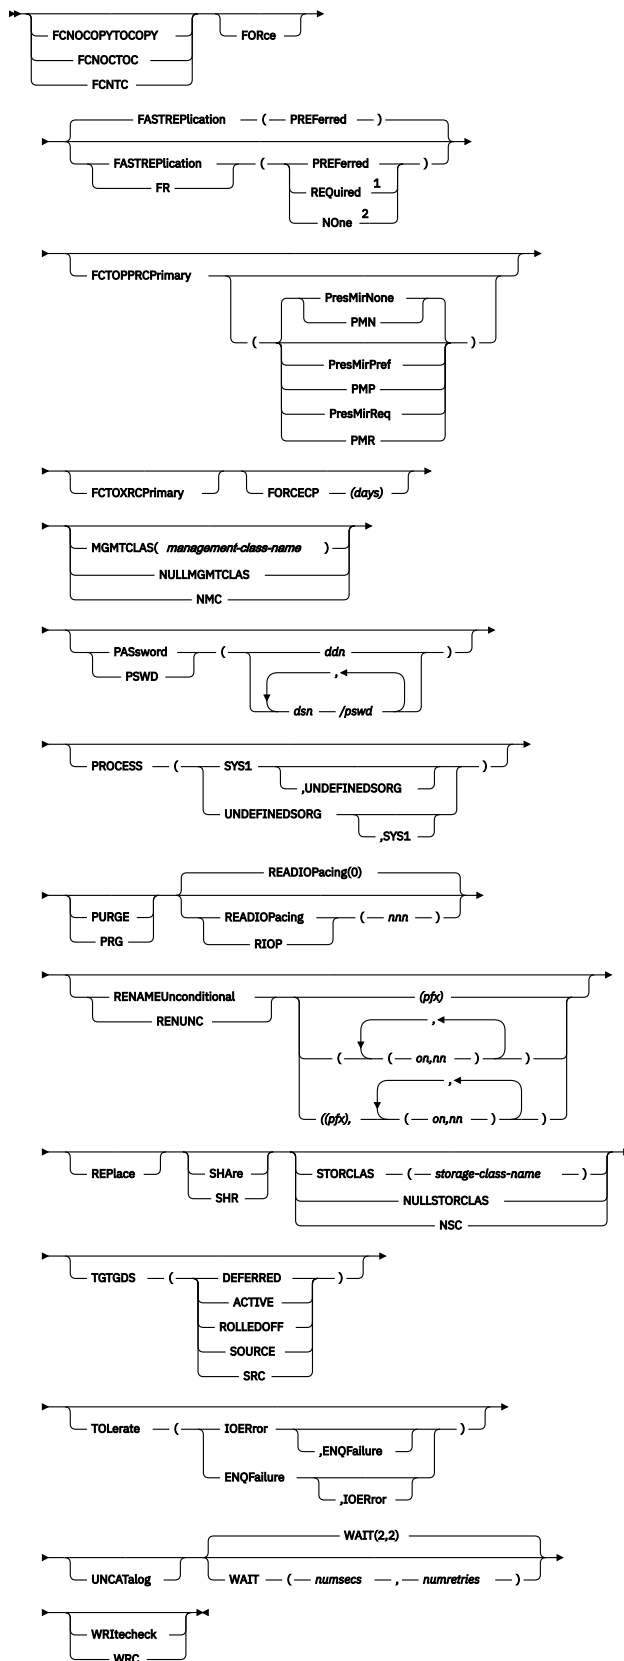 FCNOCOPYTOCOPY
FCNOCTOC
FCNTC
FORce
FASTREPlication ( PREFerred )
FASTREPlication ( PREFerred )
FR
REQuired 1
NOne 2
FCTOPPRCPrimary
PresMirNone
PMN
( )
PresMirPref
PMP
PresMirReq
PMR
FCTOXRCPrimary FORCECP (days)
MGMTCLAS( management-class-name )
NULLMGMTCLAS
NMC
PASsword ( ddn )
PSWD
,
dsn /pswd
PROCESS ( SYS1 )
,UNDEFINEDSORG
UNDEFINEDSORG
,SYS1
READIOPacing(0)
PURGE READIOPacing ( nnn )
PRG RIOP
RENAMEUnconditional (pfx)
RENUNC
,
( ( on,nn ) )
,
((pfx), ( on,nn ) )
REPlace SHAre STORCLAS ( storage-class-name )
SHR NULLSTORCLAS
NSC
TGTGDS ( DEFERRED )
ACTIVE
ROLLEDOFF
SOURCE
SRC
TOLerate ( IOERror )
,ENQFailure
ENQFailure
,IOERror
WAIT(2,2)
UNCATalog WAIT ( numsecs , numretries )
WRItecheck
WRC